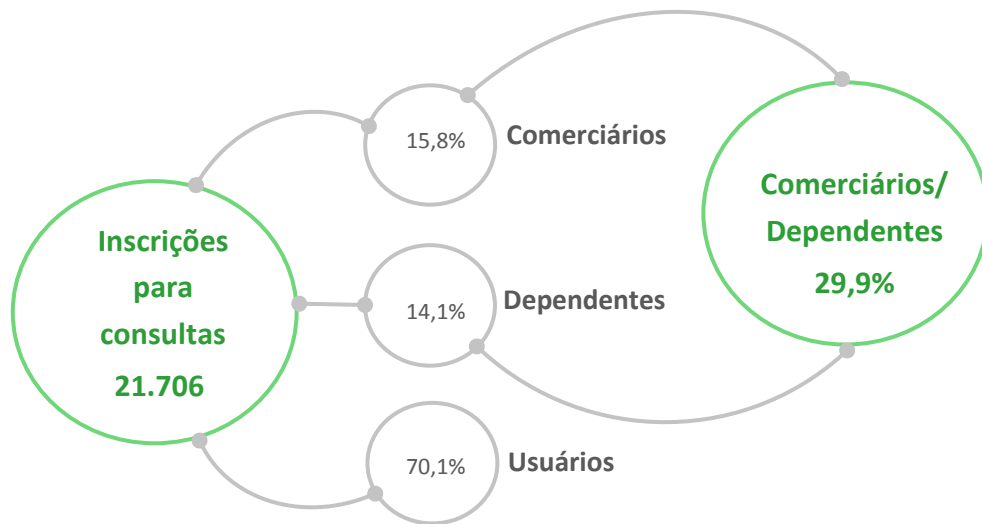 Inscrições
para
consultas
21.706
15,8%
Comerciários
14,1%
Dependentes
70,1%
Usuários
Comerciários/
Dependentes
29,9%